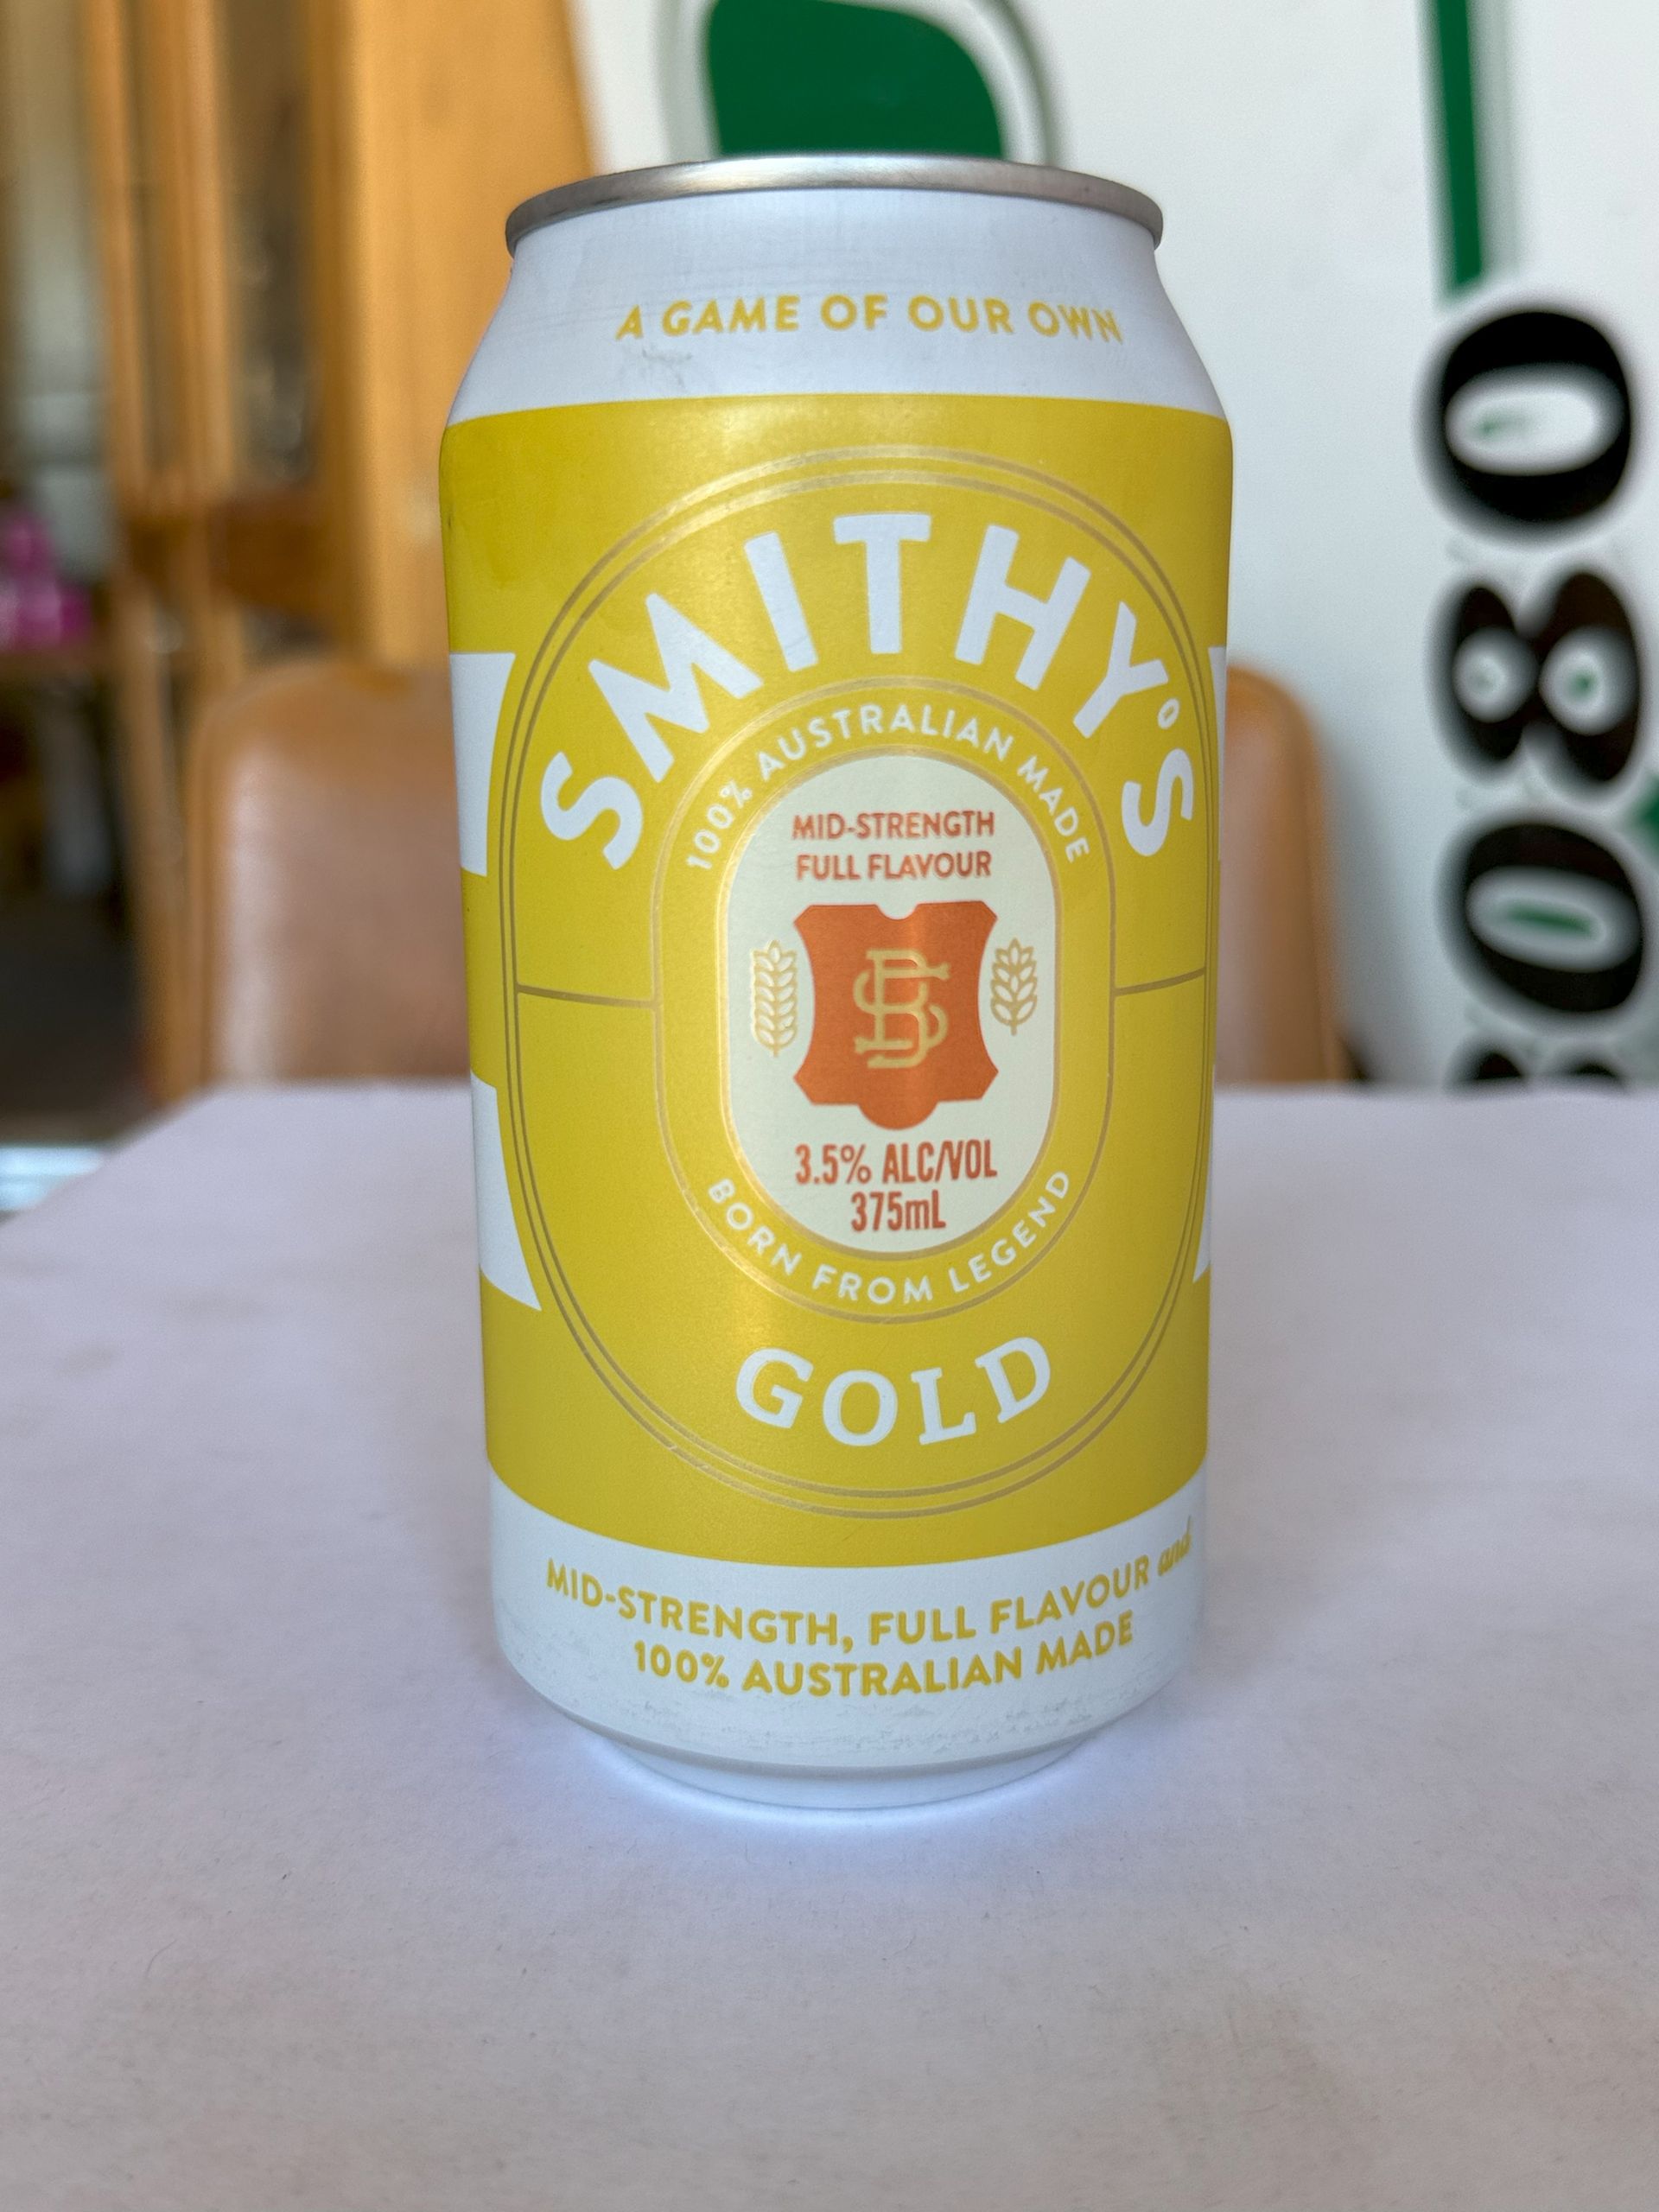 A GAME OF OUR OWN
SMITHY'S
100% AUSTRALIAN MADE
MID-STRENGTH
FULL FLAVOUR
SB
3.5% ALC/VOL
375mL
BORN FROM LEGEND
GOLD
MID-STRENGTH, FULL FLAVOUR and
100% AUSTRALIAN MADE
080